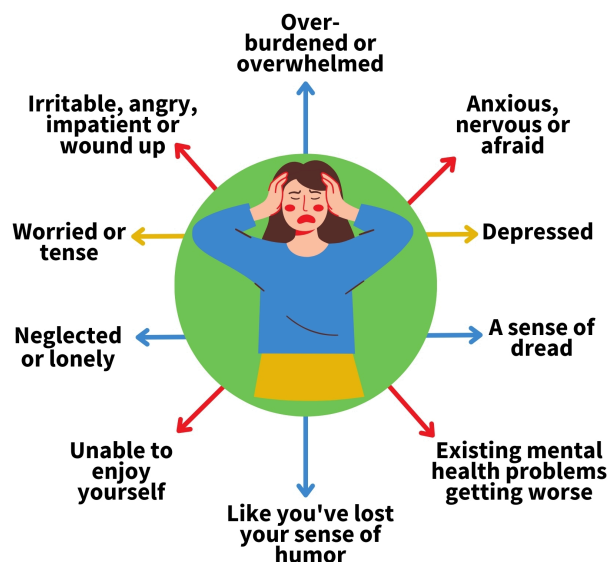 Over-
burdened or
overwhelmed
Irritable, angry,
impatient or
wound up
Anxious,
nervous or
afraid
Worried or
tense
Depressed
Neglected
or lonely
A sense of
dread
Unable to
enjoy
yourself
Existing mental
health problems
getting worse
Like you've lost
your sense of
humor